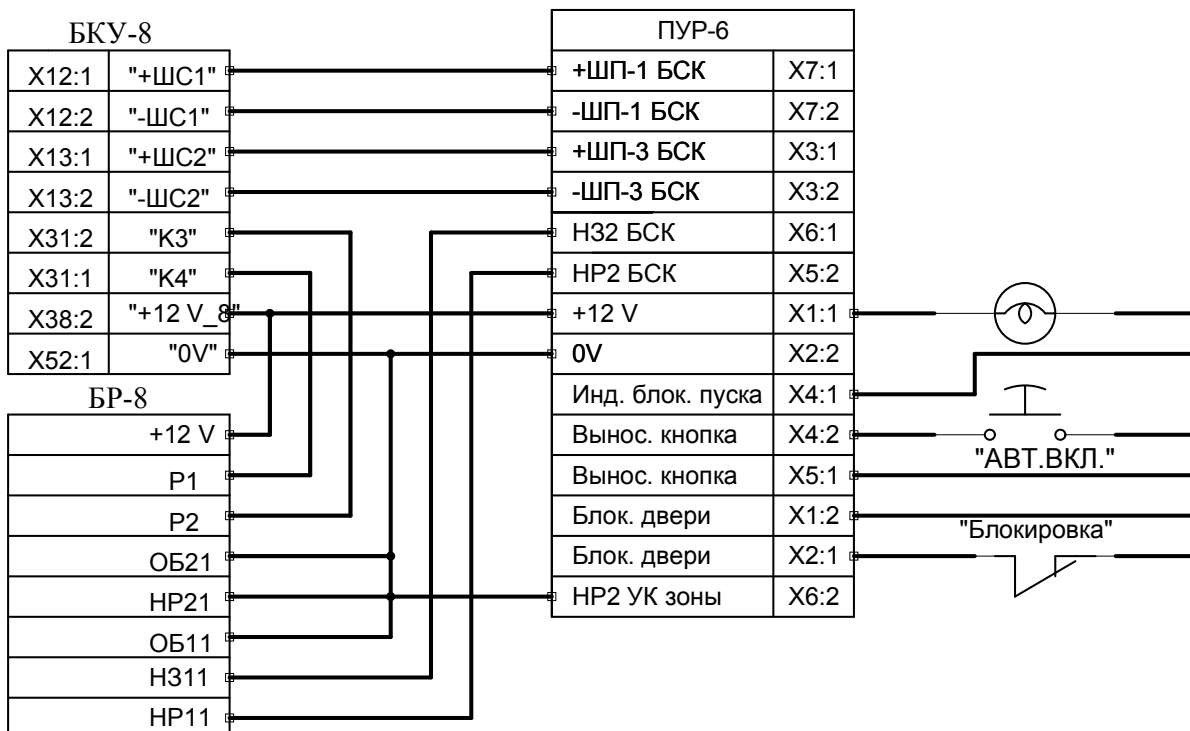 БКУ-8
X12:1 "+ШС1"
X12:2 "-ШС1"
X13:1 "+ШС2"
X13:2 "-ШС2"
X31:2 "К3"
X31:1 "К4"
X38:2 "+12 V_8"
X52:1 "0V"
БР-8
+12 V
Р1
Р2
ОБ21
НР21
ОБ11
НЗ11
НР11
ПУР-6
+ШП-1 БСК X7:1
-ШП-1 БСК X7:2
+ШП-3 БСК X3:1
-ШП-3 БСК X3:2
НЗ2 БСК X6:1
НР2 БСК X5:2
+12 V X1:1
0V X2:2
Инд. блок. пуска X4:1
Вынос. кнопка X4:2
Вынос. кнопка X5:1
Блок. двери X1:2
Блок. двери X2:1
НР2 УК зоны X6:2
"АВТ.ВКЛ."
"Блокировка"